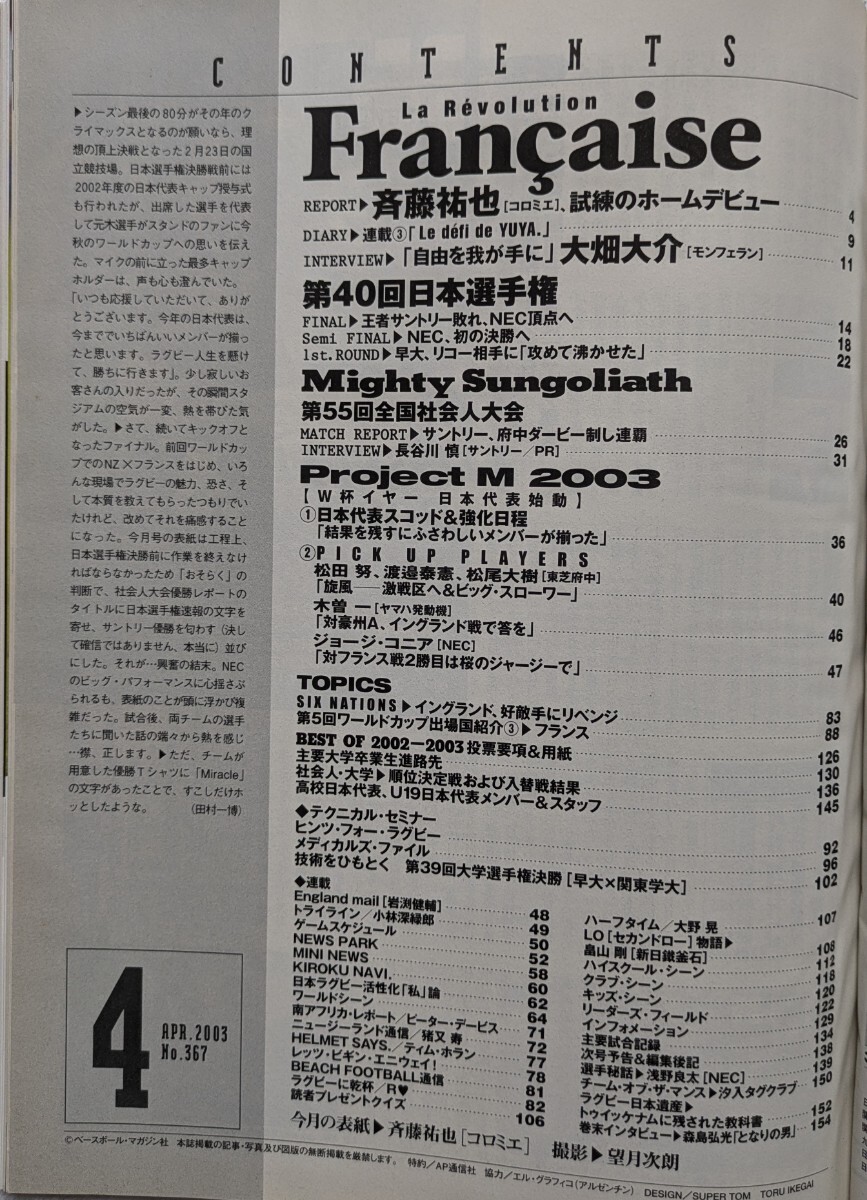 CONTENTS
▶シーズン最後の80分がその年のク
ライマックスとなるのが願いなら、理
想の頂上決戦となった2月23日の国
立競技場。日本選手権決勝戦前には
2002年度の日本代表キャップ授与式
も行われたが、出席した選手を代表
して元木選手がスタンドのファンに今
秋のワールドカップへの思いを伝え
た。マイクの前に立った最多キャップ
ホルダーは、声も心も澄んでいた。
「いつも応援していただいて、ありが
とうございます。今年の日本代表は、
今まででいちばんいいメンバーが揃っ
たと思います。ラグビー人生を懸け
て、勝ちに行きます」。少し寂しいお
客さんの入りだったが、その瞬間スタ
ジアムの空気が一変、熱を帯びた気
がした。▶さて、続いてキックオフと
なったファイナル。前回ワールドカッ
プでのNZ×フランスをはじめ、いろ
んな現場でラグビーの魅力、恐さ、そ
して本質を教えてもらったつもりでい
たけれど、改めてそれを痛感すること
になった。今月号の表紙は工程上、
日本選手権決勝前に作業を終えなけ
ればならなかったため「おそらく」の
判断で、社会人大会優勝レポートの
タイトルに日本選手権速報の文字を
寄せ、サントリー優勝を匂わす(決し
て確信ではありません、本当に)並び
にした。それが…興奮の結末。NEC
のビッグ・パフォーマンスに心揺さぶ
られるも、表紙のことが頭に浮かび複
雑だった。試合後、両チームの選手
たちに聞いた話の端々から熱を感じ
…襟、正します。▶ただ、チームが
用意した優勝Tシャツに「Miracle」
の文字があったことで、すこしだけホ
ッとしたような。 (田村一博)
4
APR.2003
No.367
La Révolution
Française
REPORT▶斉藤祐也[コロミエ]、試練のホームデビュー 4
DIARY▶連載③「Le défi de YUYA.」 9
INTERVIEW▶「自由を我が手に」大畑大介[モンフェラン] 11
第40回日本選手権
FINAL▶王者サントリー敗れ、NEC頂点へ 14
Semi FINAL▶NEC、初の決勝へ 18
1st.ROUND▶早大、リコー相手に「攻めて沸かせた」 22
Mighty Sungoliath
第55回全国社会人大会
MATCH REPORT▶サントリー、府中ダービー制し連覇 26
INTERVIEW▶長谷川 慎[サントリー/PR] 31
Project M 2003
【W杯イヤー 日本代表始動】
①日本代表スコッド&強化日程
「結果を残すにふさわしいメンバーが揃った」 36
②PICK UP PLAYERS
松田 努、渡邉泰憲、松尾大樹[東芝府中]
「旋風――激戦区へ&ビッグ・スローワー」 40
木曽 一[ヤマハ発動機]
「対豪州A、イングランド戦で答を」 46
ジョージ・コニア[NEC]
「対フランス戦2勝目は桜のジャージーで」 47
TOPICS
SIX NATIONS▶イングランド、好敵手にリベンジ 83
第5回ワールドカップ出場国紹介③▶フランス 88
BEST OF 2002―2003 投票要項&用紙 126
主要大学卒業生進路先 130
社会人・大学▶順位決定戦および入替戦結果 136
高校日本代表、U19日本代表メンバー&スタッフ 145
◆テクニカル・セミナー
ヒンツ・フォー・ラグビー 92
メディカルズ・ファイル 96
技術をひもとく 第39回大学選手権決勝[早大×関東学大] 102
◆連載
England mail[岩渕健輔] 48
トライライン/小林深緑郎 49
ゲームスケジュール 50
NEWS PARK 52
MINI NEWS 58
KIROKU NAVI. 60
日本ラグビー活性化「私」論 62
ワールドシーン 64
南アフリカ・レポート/ピーター・デービス 71
ニュージーランド通信/猪又 寿 72
HELMET SAYS./ティム・ホラン 77
レッツ・ビギン・エニウェイ! 78
BEACH FOOTBALL通信 81
ラグビーに乾杯/R♥ 82
読者プレゼントクイズ 106
ハーフタイム/大野 晃 107
LO[セカンドロー]物語▶
畠山 剛[新日鐵釜石] 108
ハイスクール・シーン 112
クラブ・シーン 118
キッズ・シーン 120
リーダーズ・フィールド 122
インフォメーション 129
主要試合記録 134
次号予告&編集後記 138
選手秘話▶浅野良太[NEC] 139
チーム・オブ・ザ・マンス▶汐入タグクラブ 150
ラグビー日本遺産▶
トゥイッケナムに残された教科書 152
巻末インタビュー▶森島弘光「となりの男」 154
今月の表紙▶斉藤祐也[コロミエ] 撮影▶望月次朗
©ベースボール・マガジン社 本誌掲載の記事・写真及び図版の無断掲載を厳禁します。 特約/AP通信社 協力/エル・グラフィコ(アルゼンチン) DESIGN/SUPER TOM TORU IKEGAI